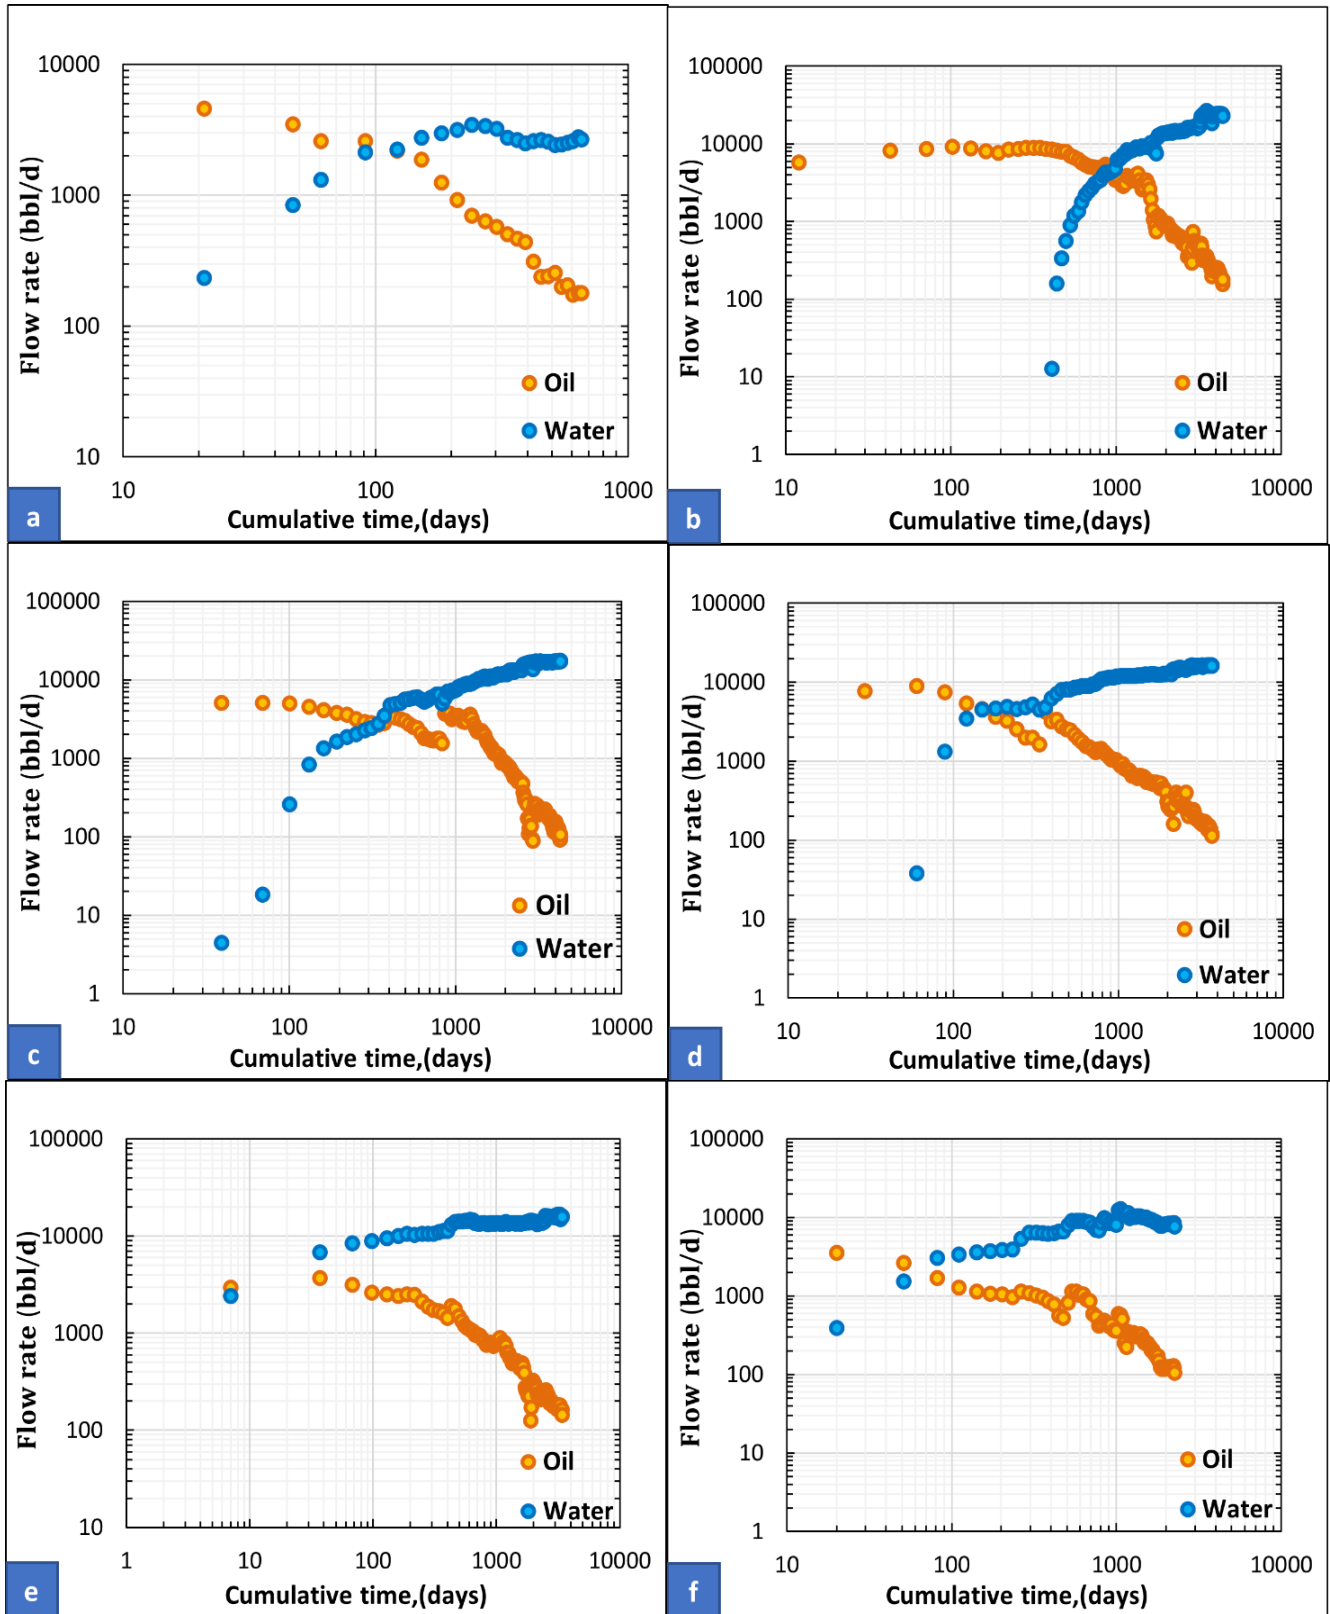 10000
1000
100
10
Flow rate (bbl/d)
Oil
Water
10 100 1000
Cumulative time,(days)
a
100000
10000
1000
100
10
1
Flow rate (bbl/d)
Oil
Water
10 100 1000 10000
Cumulative time,(days)
b
100000
10000
1000
100
10
1
Flow rate (bbl/d)
Oil
Water
10 100 1000 10000
Cumulative time,(days)
c
100000
10000
1000
100
10
1
Flow rate (bbl/d)
Oil
Water
10 100 1000 10000
Cumulative time,(days)
d
100000
10000
1000
100
10
Flow rate (bbl/d)
Oil
Water
1 10 100 1000 10000
Cumulative time,(days)
e
100000
10000
1000
100
10
1
Flow rate (bbl/d)
Oil
Water
10 100 1000 10000
Cumulative time,(days)
f